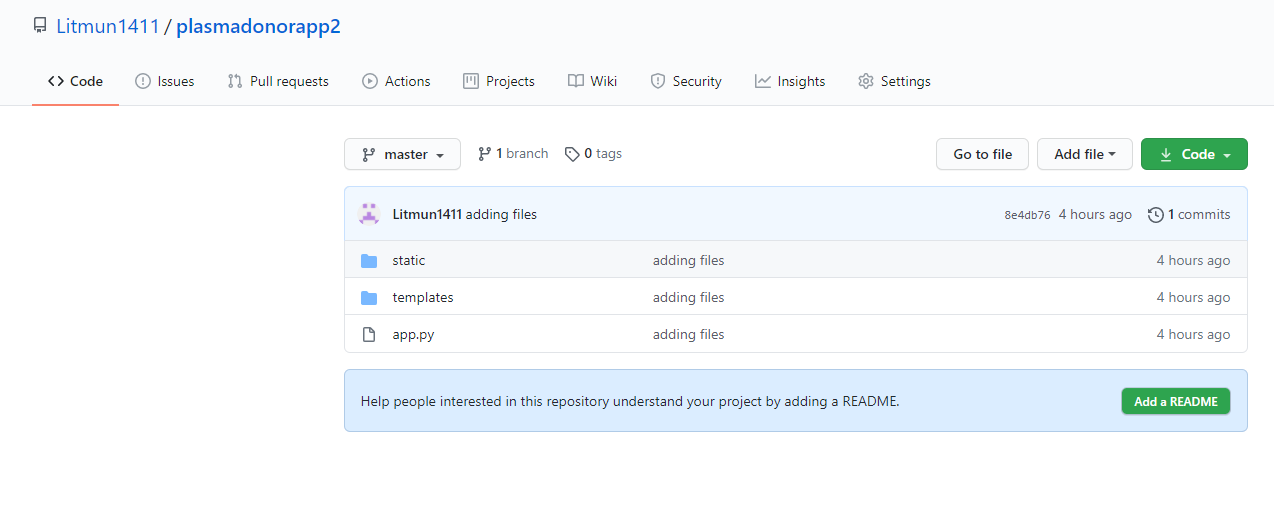 Litmun1411 / plasmadonorapp2
Code Issues Pull requests Actions Projects Wiki Security Insights Settings
master 1 branch 0 tags Go to file Add file Code
Litmun1411 adding files 8e4db76 4 hours ago 1 commits
static adding files 4 hours ago
templates adding files 4 hours ago
app.py adding files 4 hours ago
Help people interested in this repository understand your project by adding a README. Add a README